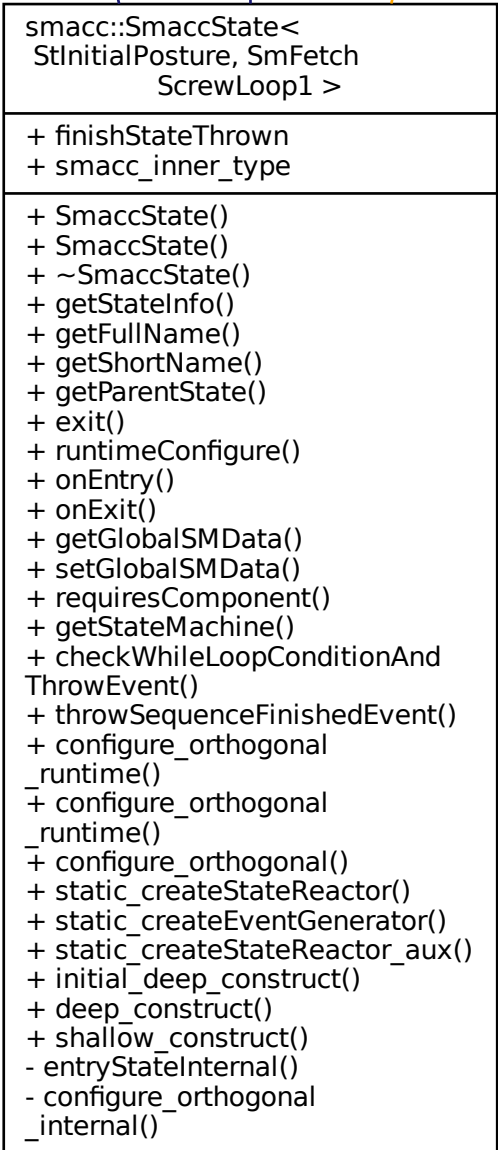 smacc::SmaccState<
StInitialPosture, SmFetch
ScrewLoop1 >
+ finishStateThrown
+ smacc_inner_type
+ SmaccState()
+ SmaccState()
+ ~SmaccState()
+ getStateInfo()
+ getFullName()
+ getShortName()
+ getParentState()
+ exit()
+ runtimeConfigure()
+ onEntry()
+ onExit()
+ getGlobalSMData()
+ setGlobalSMData()
+ requiresComponent()
+ getStateMachine()
+ checkWhileLoopConditionAnd
ThrowEvent()
+ throwSequenceFinishedEvent()
+ configure_orthogonal
_runtime()
+ configure_orthogonal
_runtime()
+ configure_orthogonal()
+ static_createStateReactor()
+ static_createEventGenerator()
+ static_createStateReactor_aux()
+ initial_deep_construct()
+ deep_construct()
+ shallow_construct()
- entryStateInternal()
- configure_orthogonal
_internal()